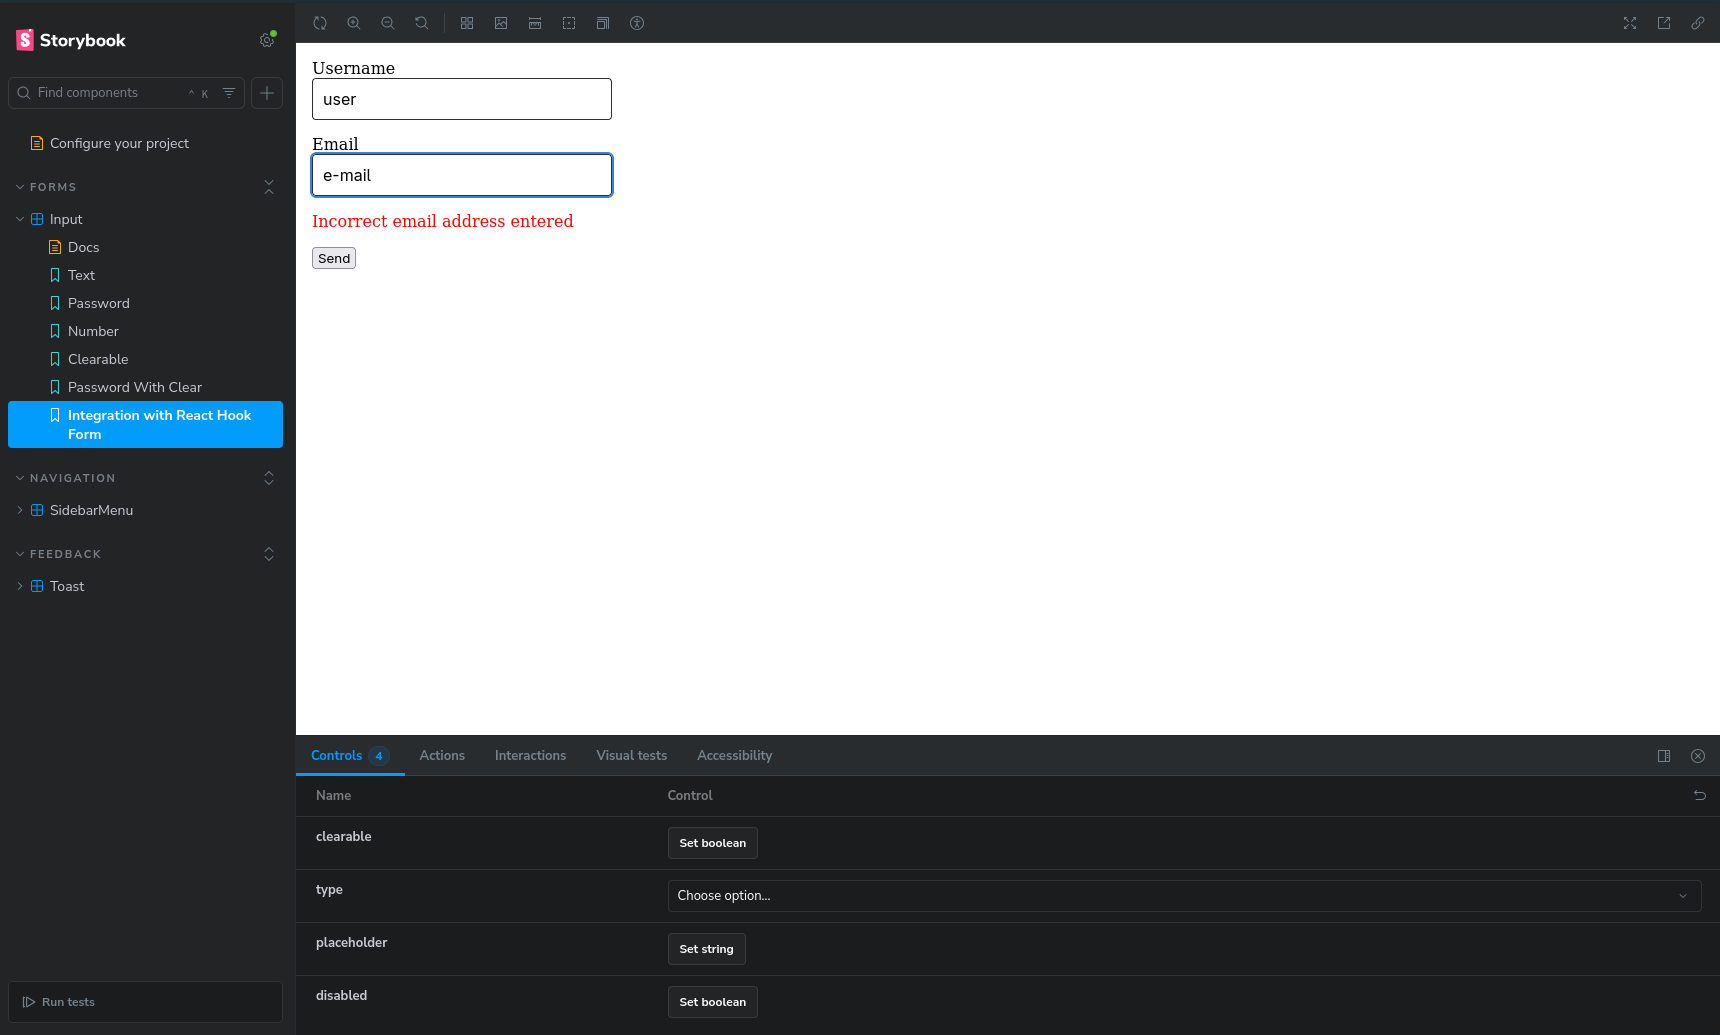 Storybook
Find components
^ K
Configure your project
FORMS
Input
Docs
Text
Password
Number
Clearable
Password With Clear
Integration with React Hook
Form
NAVIGATION
SidebarMenu
FEEDBACK
Toast
Run tests
Username
user
Email
e-mail
Incorrect email address entered
Send
Controls 4 Actions Interactions Visual tests Accessibility
Name Control
clearable Set boolean
type Choose option...
placeholder Set string
disabled Set boolean